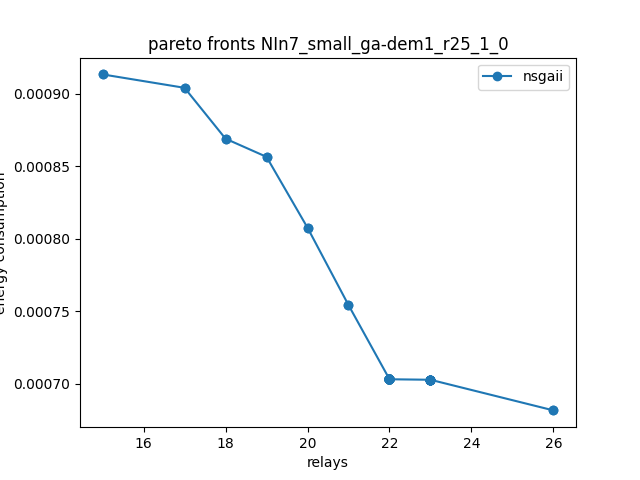 pareto fronts NIn7_small_ga-dem1_r25_1_0
nsgaii
0.00090
0.00085
0.00080
0.00075
0.00070
energy consumption
16 18 20 22 24 26
relays